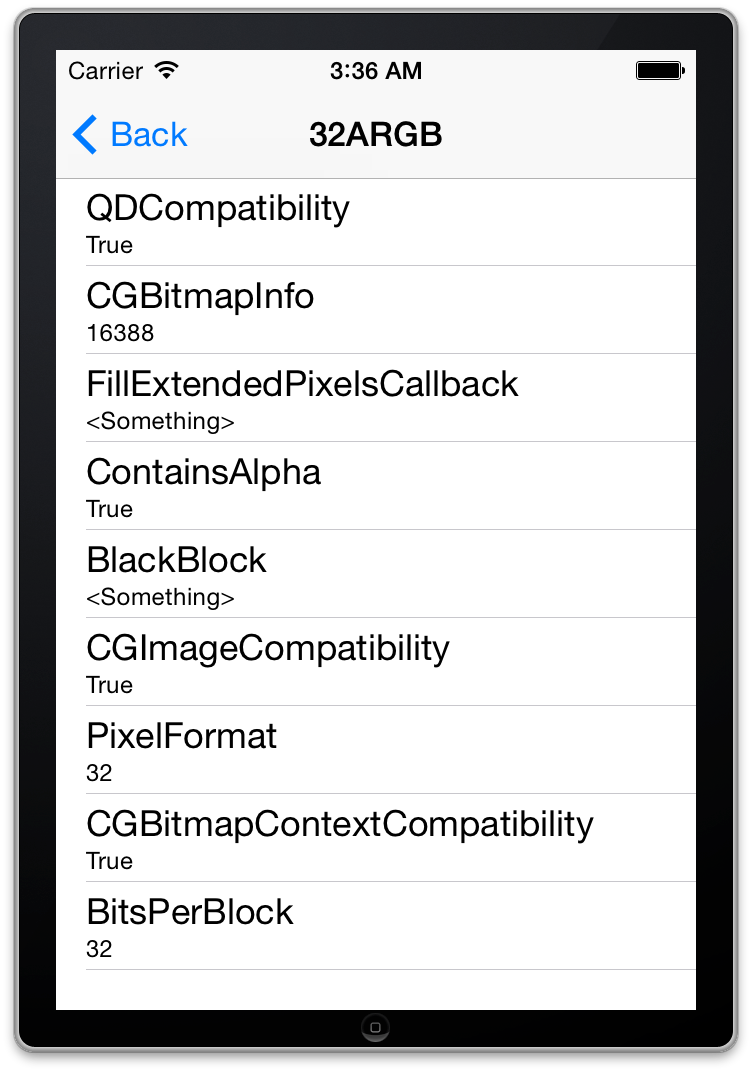 Carrier 3:36 AM
Back 32ARGB
QDCompatibility
True
CGBitmapInfo
16388
FillExtendedPixelsCallback
<Something>
ContainsAlpha
True
BlackBlock
<Something>
CGImageCompatibility
True
PixelFormat
32
CGBitmapContextCompatibility
True
BitsPerBlock
32